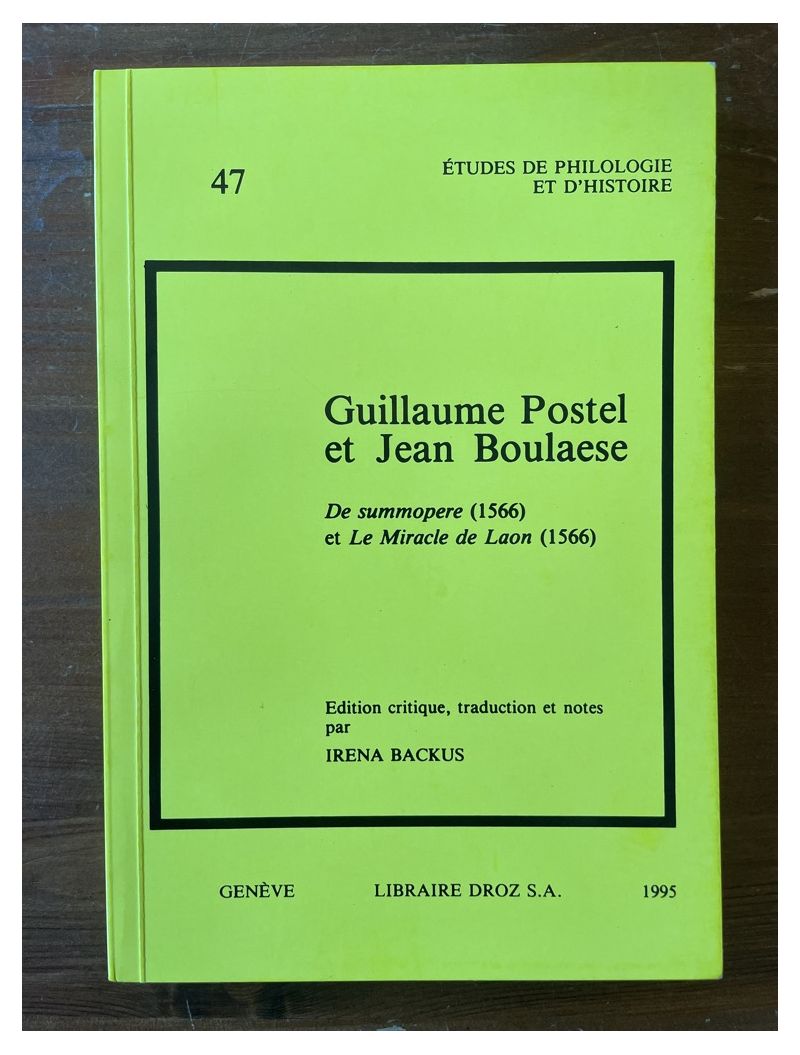 47
ÉTUDES DE PHILOLOGIE
ET D'HISTOIRE
Guillaume Postel
et Jean Boulaese
De summopere (1566)
et Le Miracle de Laon (1566)
Edition critique, traduction et notes
par
IRENA BACKUS
GENÈVE LIBRAIRE DROZ S.A. 1995